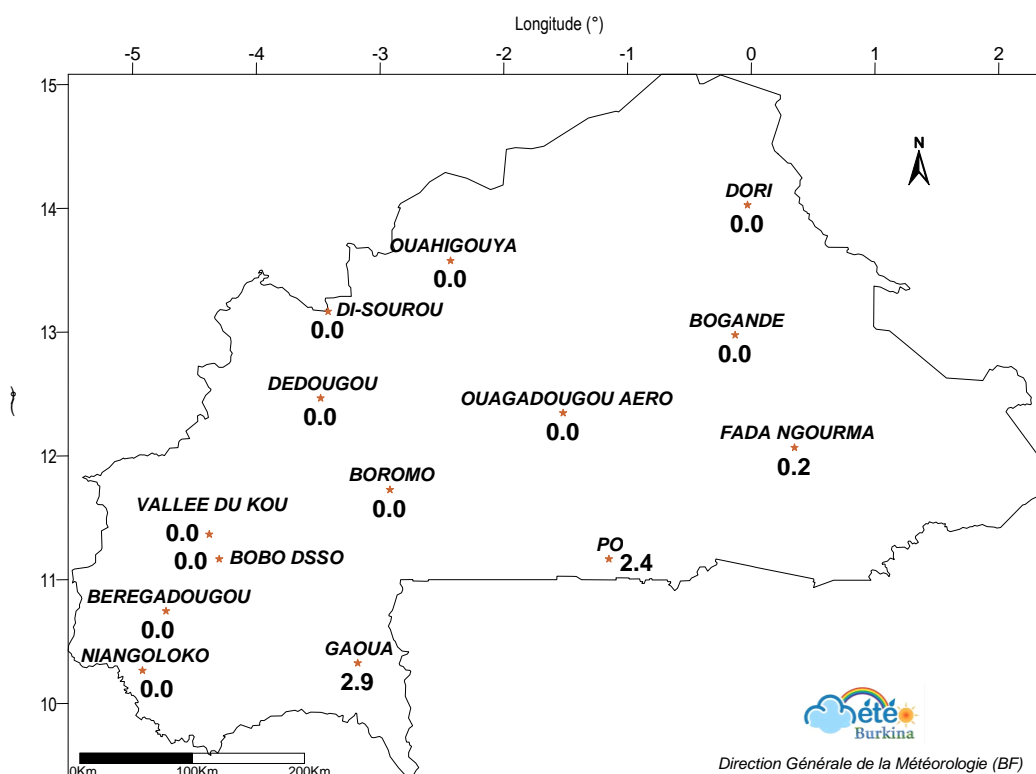 Longitude (°)
-5 -4 -3 -2 -1 0 1 2
15
N
14
DORI
0.0
OUAHIGOUYA
0.0
DI-SOUROU
0.0
13
BOGANDE
0.0
DEDOUGOU
0.0
OUAGADOUGOU AERO
0.0
FADA NGOURMA
0.2
12
BOROMO
0.0
VALLEE DU KOU
0.0
0.0 BOBO DSSO
PO
2.4
11
BEREGADOUGOU
0.0
NIANGOLOKO
0.0
GAOUA
2.9
10
été
Burkina
0Km 100Km 200Km
Direction Générale de la Météorologie (BF)